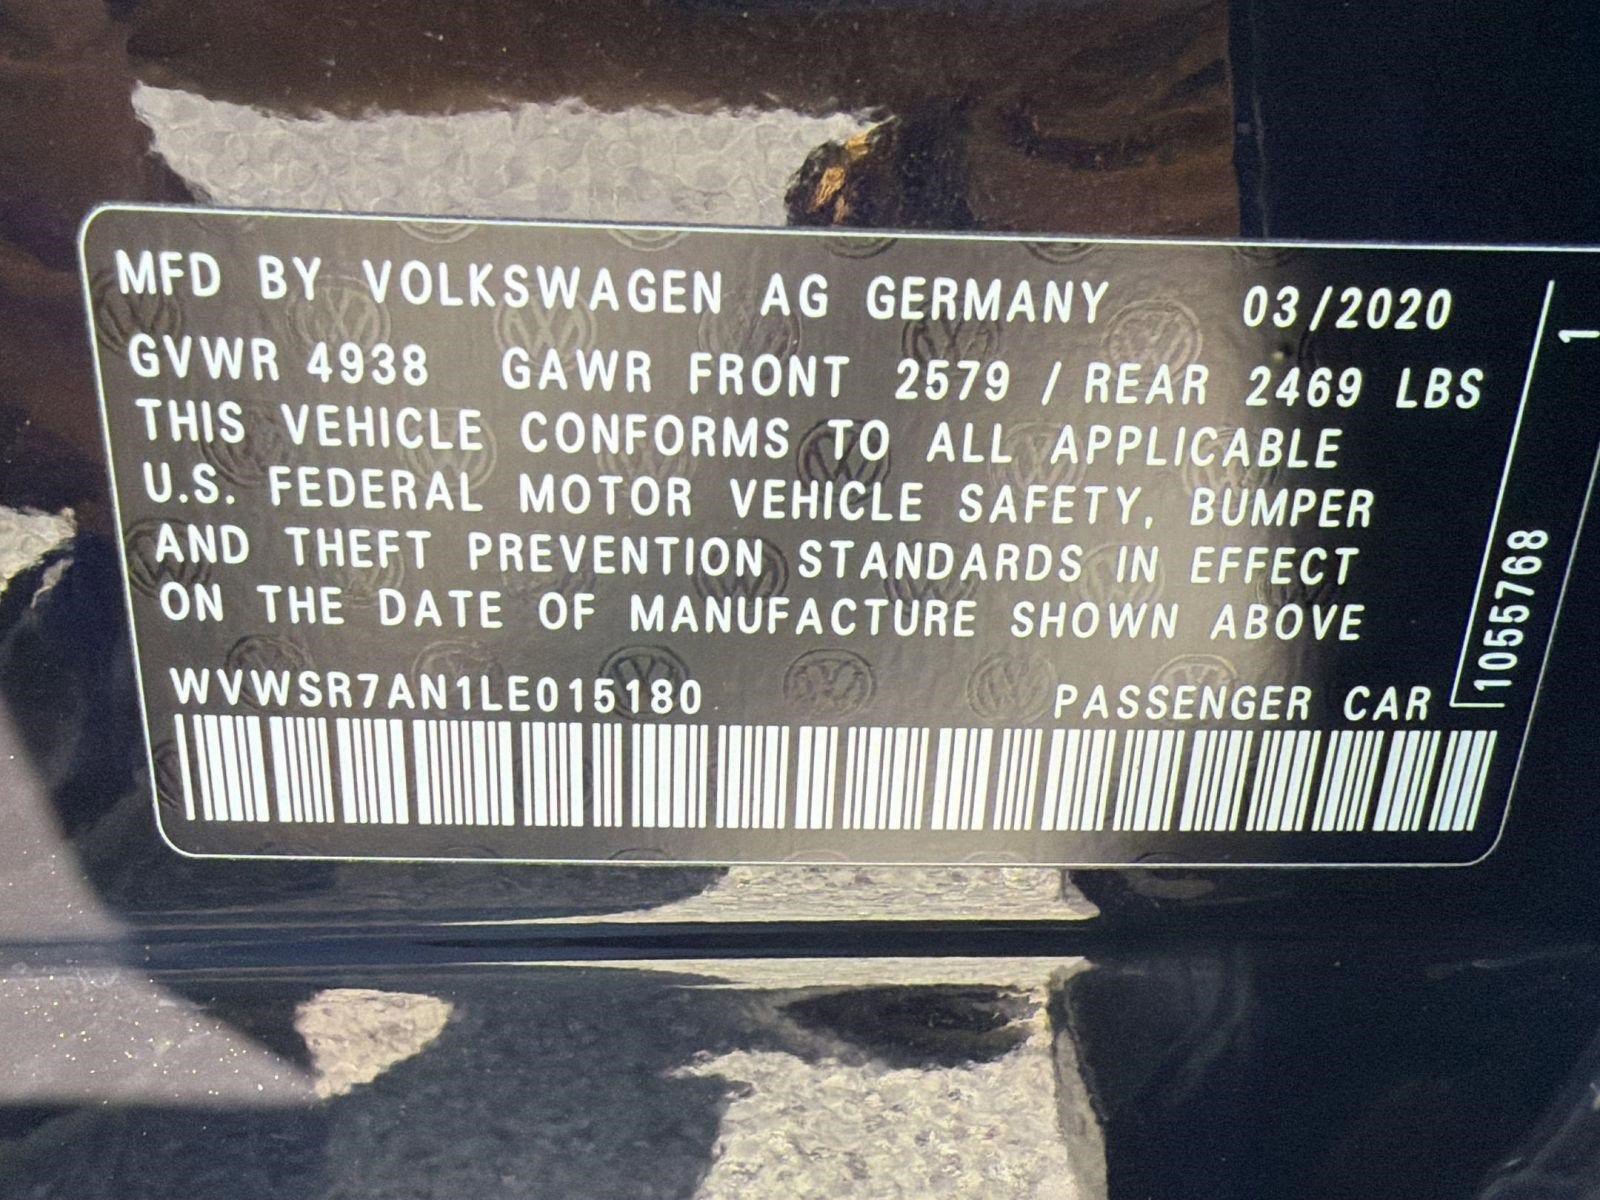 MFD BY VOLKSWAGEN AG GERMANY 03/2020
GVWR 4938 GAWR FRONT 2579 / REAR 2469 LBS
THIS VEHICLE CONFORMS TO ALL APPLICABLE
U.S. FEDERAL MOTOR VEHICLE SAFETY, BUMPER
AND THEFT PREVENTION STANDARDS IN EFFECT
ON THE DATE OF MANUFACTURE SHOWN ABOVE
WVWSR7AN1LE015180 PASSENGER CAR
1055768
1